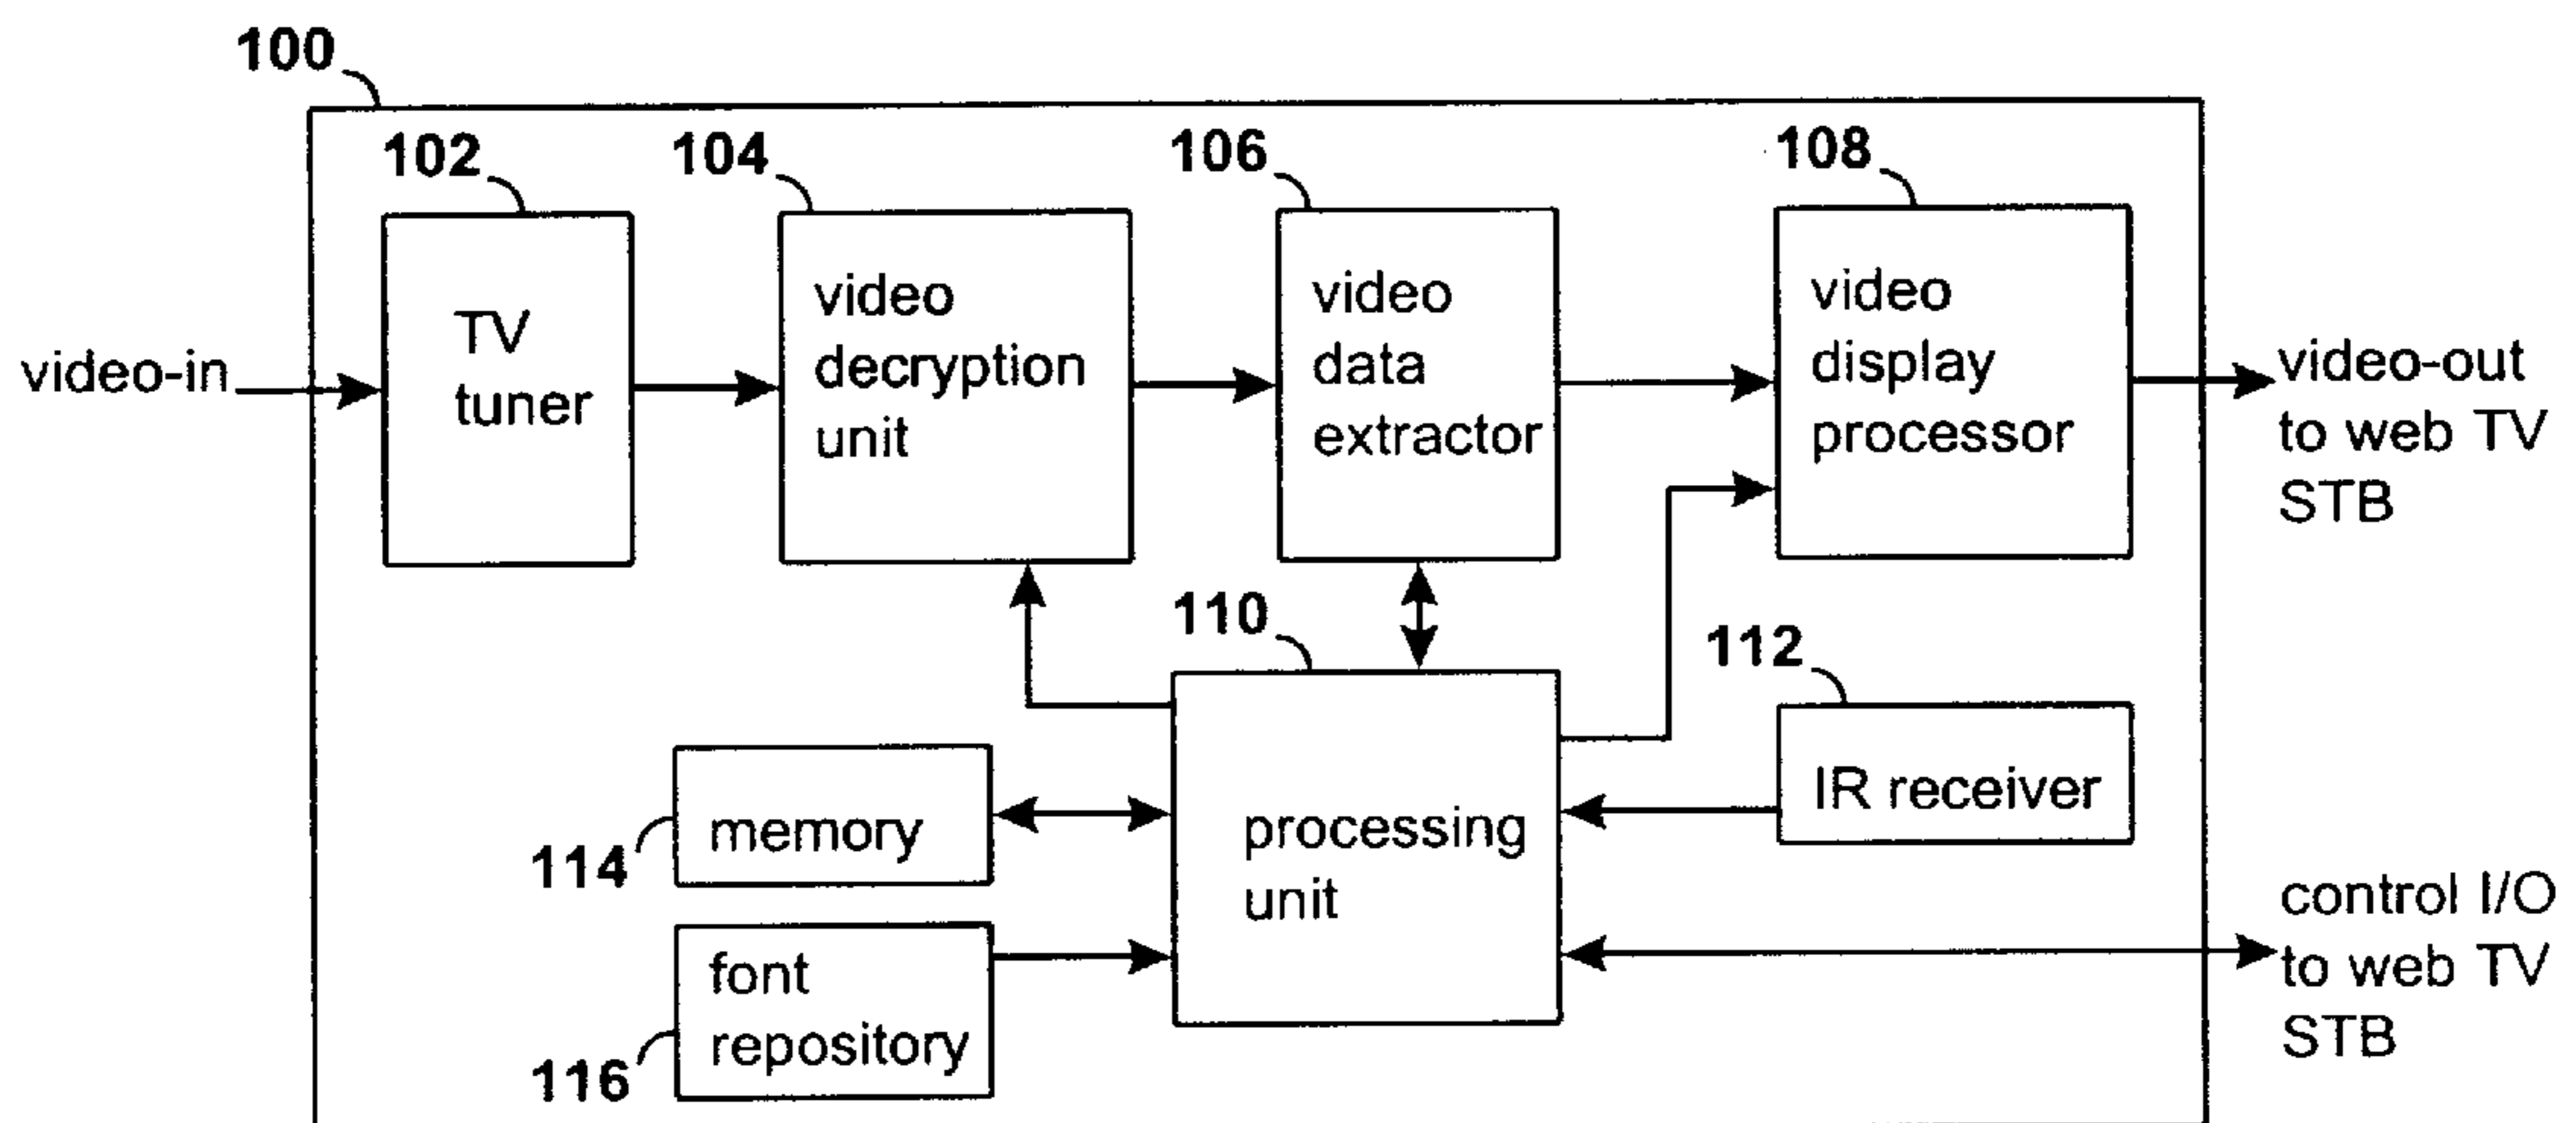 100
102
104
106
108
video-in
TV
tuner
video
decryption
unit
video
data
extractor
video
display
processor
video-out
to web TV
STB
110
112
IR receiver
114
memory
processing
unit
116
font
repository
control I/O
to web TV
STB